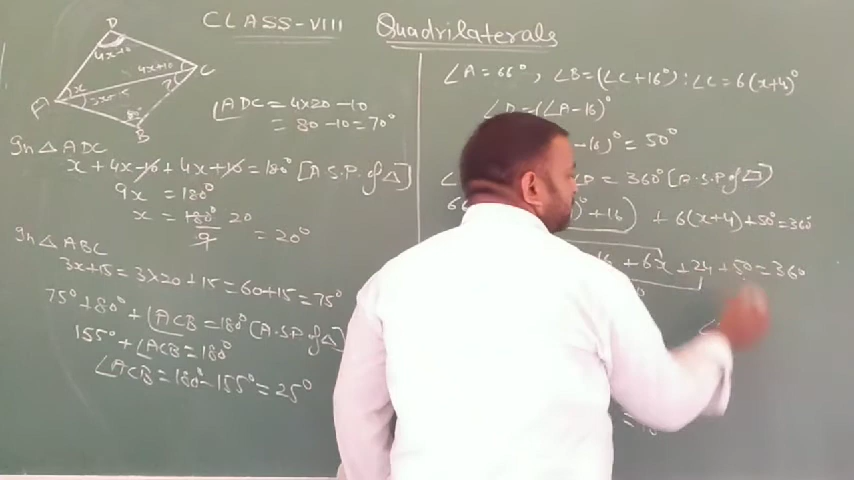 CLASS-VIII
Quadrilaterals
D
4x-10
4x+10
C
x
3x+15
?
A
80°
B
∠ADC = 4x20-10
= 80-10=70°
In △ ADC
x + 4x-10 + 4x+10 = 180° [A.S.P. of △]
9x = 180°
x = 180° 20
9 = 20°
In △ ABC
3x+15 = 3X20 +15 = 60+15 = 75°
75° + 80° + ∠ACB = 180° (A.S.P of △]
155° + ∠ACB = 180°
∠ACB = 180° - 155° = 25°
∠A = 66°, ∠B = (∠C + 16°) : ∠C = 6(x+4)°
∠D = (∠A-16)°
-16)° = 50°
D = 360° [A.S.P of △]
66 )°+16) + 6(x+4)+50°=360
16 + 6x + 24 + 50 = 360